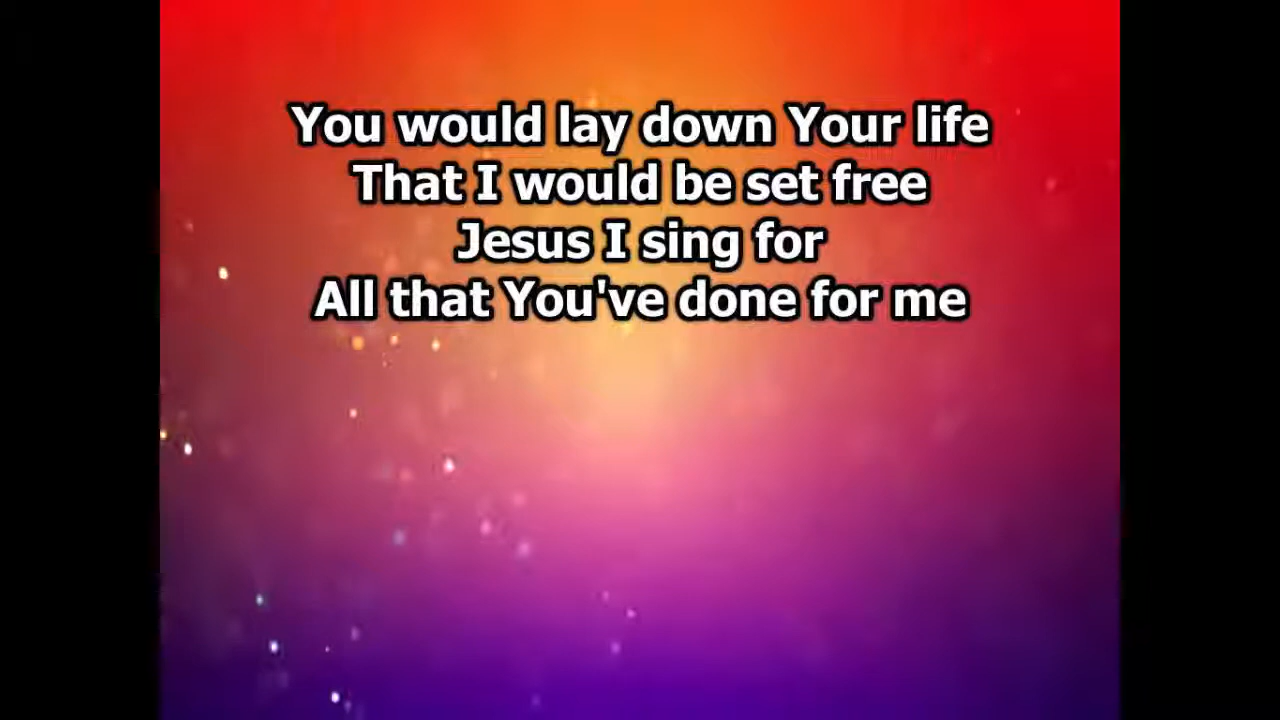 You would lay down Your life
That I would be set free
Jesus I sing for
All that You've done for me